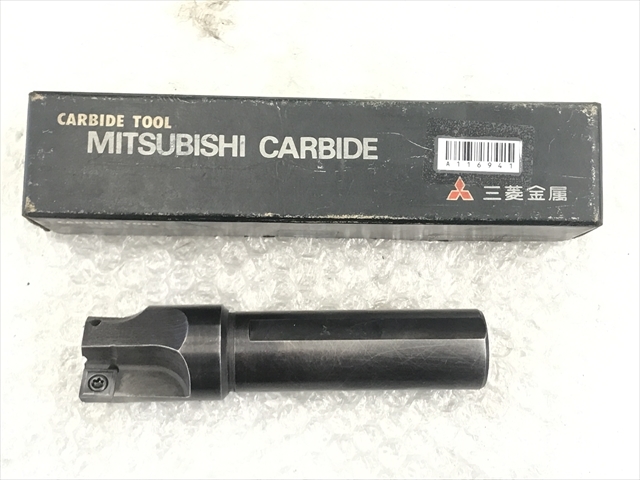 CARBIDE TOOL
MITSUBISHI CARBIDE
A116941
三菱金属